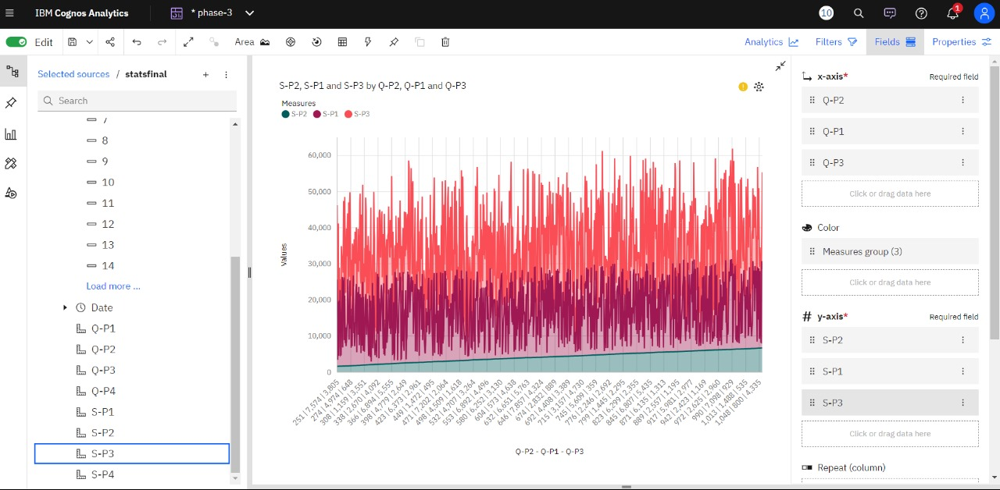 IBM Cognos Analytics
* phase-3
10
1
Edit
Area
Analytics
Filters
Fields
Properties
Selected sources / statsfinal
Search
7
8
9
10
11
12
13
14
Load more ...
Date
Q-P1
Q-P2
Q-P3
Q-P4
S-P1
S-P2
S-P3
S-P4
S-P2, S-P1 and S-P3 by Q-P2, Q-P1 and Q-P3
Measures
S-P2 S-P1 S-P3
Values
60,000
50,000
40,000
30,000
20,000
10,000
0
251|7,574|3,805
274|4,974|648
308|1,159|3,551
338|2,670|4,092
366|6,894|5,555
398|4,779|2,649
423|6,373|2,961
449|1,472|495
471|7,202|2,064
498|4,509|1,618
532|4,707|3,264
553|6,892|4,496
580|6,252|3,130
604|573|1,638
632|6,651|5,763
646|7,857|4,324
674|2,832|889
692|4,408|5,389
715|3,157|5,730
745|5,609|359
776|2,246|2,692
799|1,445|2,295
823|6,299|2,355
845|6,807|5,435
871|6,135|1,313
889|2,557|1,195
917|5,981|2,977
942|2,423|1,169
972|2,625|2,960
990|7,098|929
1,013|1,488|535
1,048|800|4,335
Q-P2 - Q-P1 - Q-P3
x-axis* Required field
Q-P2
Q-P1
Q-P3
Click or drag data here
Color
Measures group (3)
Click or drag data here
y-axis* Required field
S-P2
S-P1
S-P3
Click or drag data here
Repeat (column)